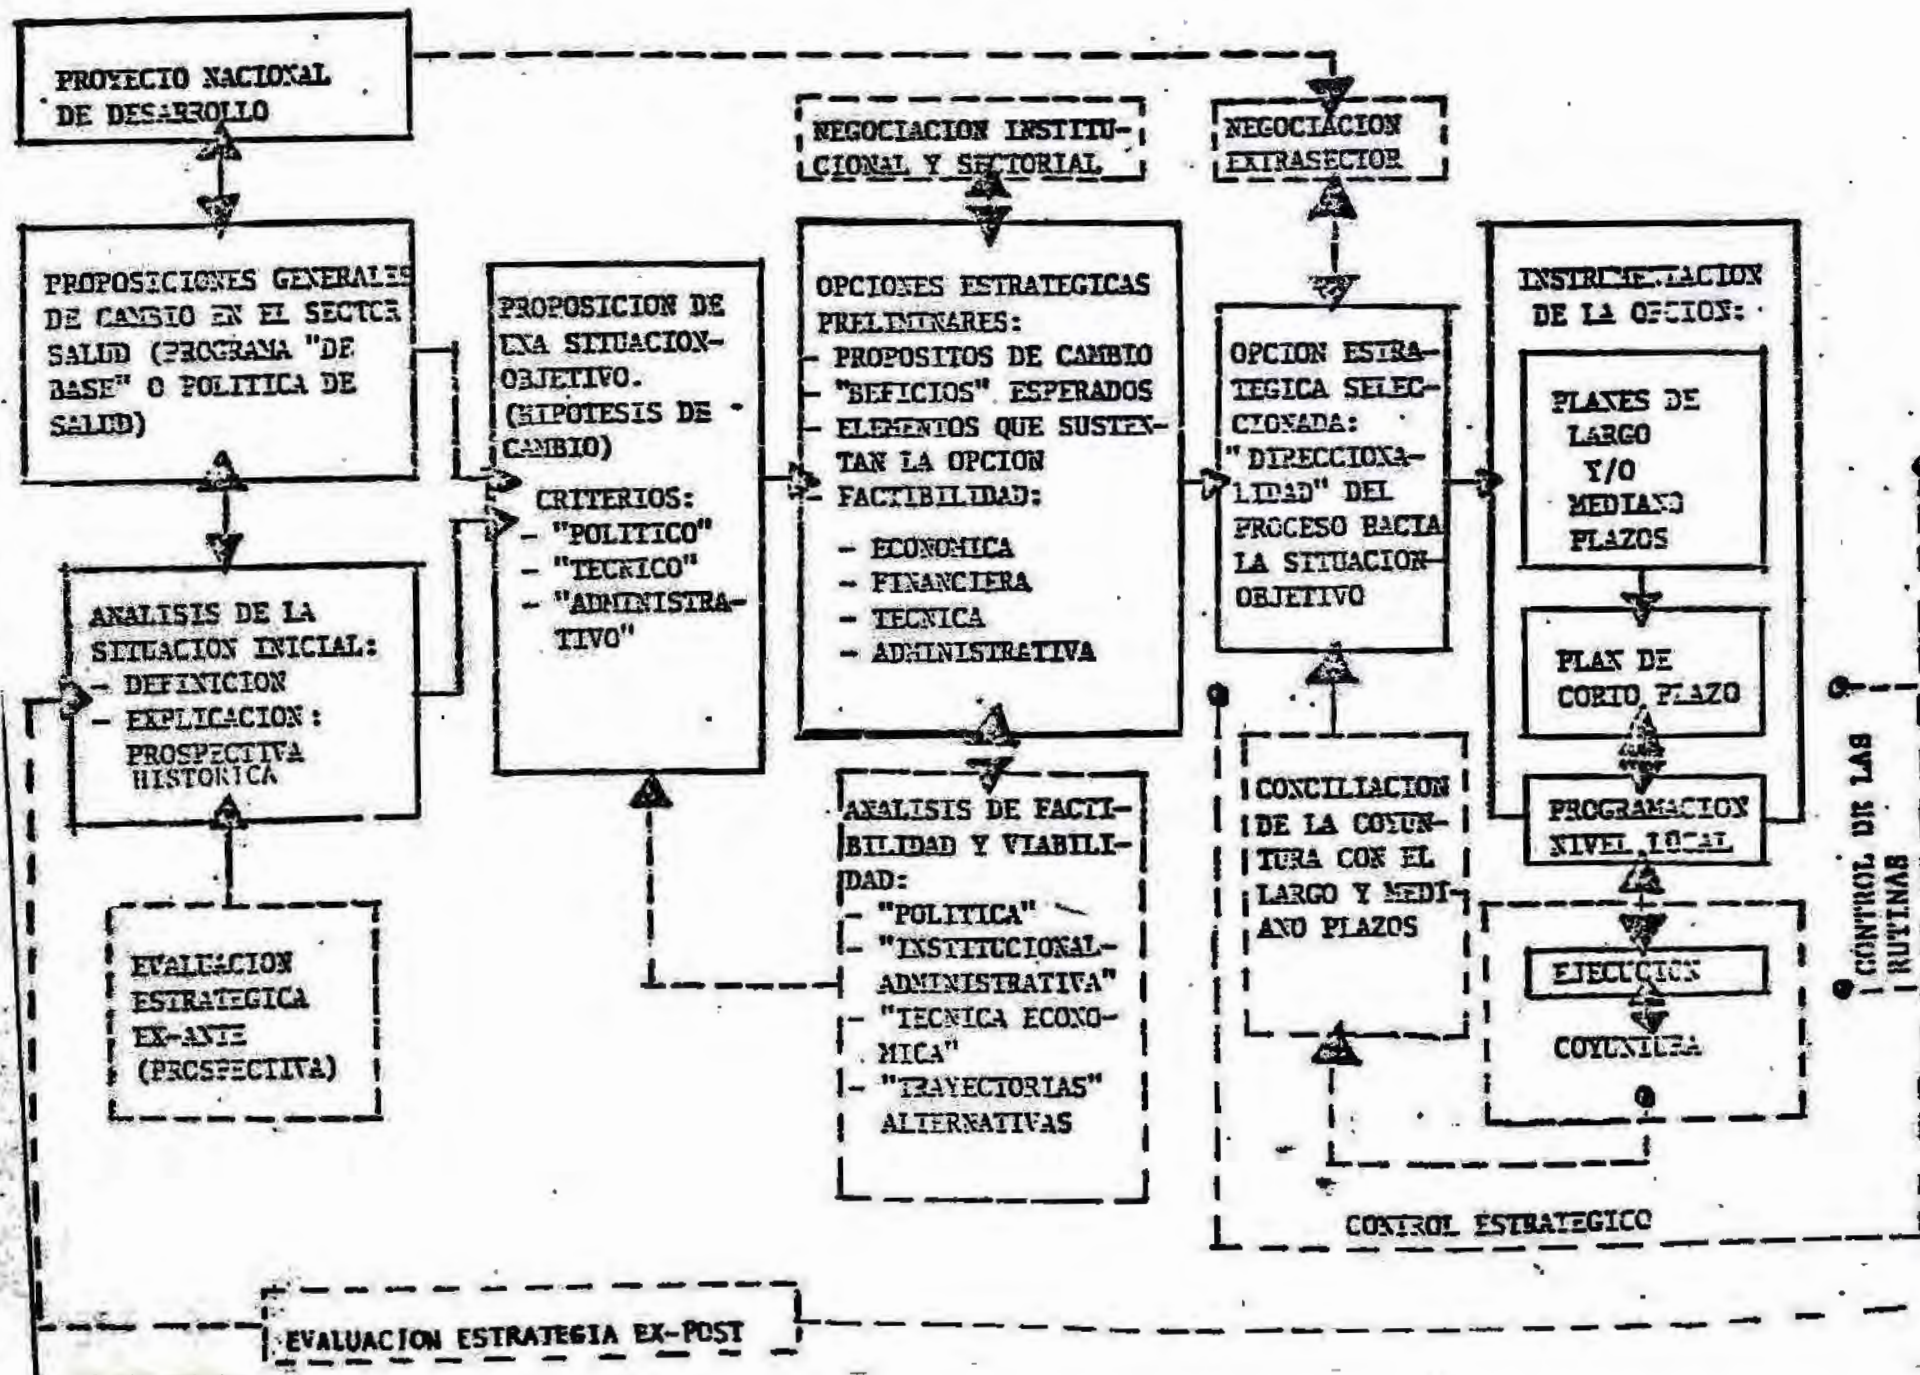 PROYECTO NACIONAL
DE DESARROLLO
NEGOCIACION INSTITU-
CIONAL Y SECTORIAL
NEGOCIACION
EXTRASECTOR
PROPOSICIONES GENERALES
DE CAMBIO EN EL SECTOR
SALUD (PROGRAMA "DE
BASE" O POLITICA DE
SALUD)
ANALISIS DE LA
SITUACION INICIAL:
- DEFINICION
- EXPLICACION:
PROSPECTIVA
HISTORICA
EVALUACION
ESTRATEGICA
EX-ANTE
(PROSPECTIVA)
PROPOSICION DE
UNA SITUACION-
OBJETIVO.
(HIPOTESIS DE
CAMBIO)
CRITERIOS:
- "POLITICO"
- "TECNICO"
- "ADMINISTRA-
TIVO"
OPCIONES ESTRATEGICAS
PRELIMINARES:
- PROPOSITOS DE CAMBIO
- "BEFICIOS" ESPERADOS
- ELEMENTOS QUE SUSTEN-
TAN LA OPCION
- FACTIBILIDAD:
- ECONOMICA
- FINANCIERA
- TECNICA
- ADMINISTRATIVA
ANALISIS DE FACTI-
BILIDAD Y VIABILI-
DAD:
- "POLITICA"
- "INSTITUCIONAL-
ADMINISTRATIVA"
- "TECNICA ECONO-
MICA"
- "TRAYECTORIAS"
ALTERNATIVAS
OPCION ESTRA-
TEGICA SELEC-
CIONADA:
"DIRECCIONA-
LIDAD" DEL
PROCESO HACIA
LA SITUACION
OBJETIVO
CONCILIACION
DE LA COYUN-
TURA CON EL
LARGO Y MEDI-
ANO PLAZOS
INSTRUMENTACION
DE LA OPCION:
PLANES DE
LARGO
Y/O
MEDIANO
PLAZOS
PLAN DE
CORTO PLAZO
PROGRAMACION
NIVEL LOCAL
EJECUCION
COYUNTURA
CONTROL DE LAS
RUTINAS
CONTROL ESTRATEGICO
EVALUACION ESTRATEGIA EX-POST